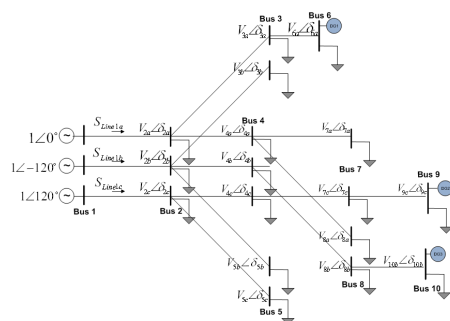 Bus 3
Bus 6
DG1
V3a∠δ3a
V6a∠δ6a
V3b∠δ3b
Bus 4
1∠0°
SLine1a
V2a∠δ2a
V4a∠δ4a
V7a∠δ7a
Bus 7
1∠-120°
SLine1b
V2b∠δ2b
V4b∠δ4b
Bus 9
1∠120°
SLine1c
V2c∠δ2c
V4c∠δ4c
V7c∠δ7c
V9c∠δ9c
Bus 1
Bus 2
V8a∠δ8a
V5b∠δ5b
V8b∠δ8b
V10b∠δ10b
V5c∠δ5c
Bus 5
Bus 8
Bus 10